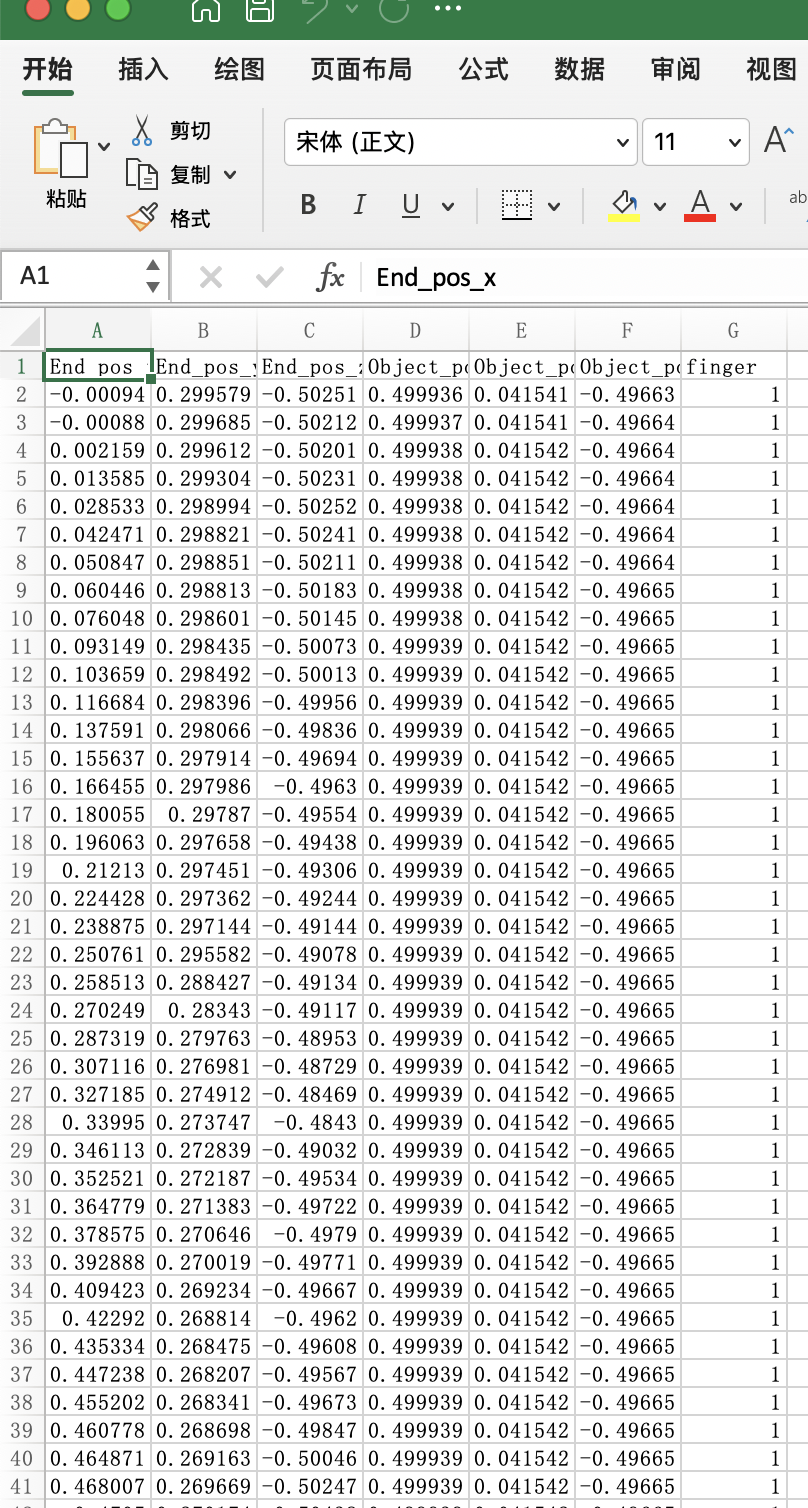 开始 插入 绘图 页面布局 公式 数据 审阅 视图
粘贴
剪切
复制
格式
宋体 (正文) 11 A^
B I U A ab
A1 fx End_pos_x
A B C D E F G
1 End_pos End_pos_y End_pos_z Object_po Object_po Object_po finger
2 -0.00094 0.299579 -0.50251 0.499936 0.041541 -0.49663 1
3 -0.00088 0.299685 -0.50212 0.499937 0.041541 -0.49664 1
4 0.002159 0.299612 -0.50201 0.499938 0.041542 -0.49664 1
5 0.013585 0.299304 -0.50231 0.499938 0.041542 -0.49664 1
6 0.028533 0.298994 -0.50252 0.499938 0.041542 -0.49664 1
7 0.042471 0.298821 -0.50241 0.499938 0.041542 -0.49664 1
8 0.050847 0.298851 -0.50211 0.499938 0.041542 -0.49664 1
9 0.060446 0.298813 -0.50183 0.499938 0.041542 -0.49665 1
10 0.076048 0.298601 -0.50145 0.499938 0.041542 -0.49665 1
11 0.093149 0.298435 -0.50073 0.499939 0.041542 -0.49665 1
12 0.103659 0.298492 -0.50013 0.499939 0.041542 -0.49665 1
13 0.116684 0.298396 -0.49956 0.499939 0.041542 -0.49665 1
14 0.137591 0.298066 -0.49836 0.499939 0.041542 -0.49665 1
15 0.155637 0.297914 -0.49694 0.499939 0.041542 -0.49665 1
16 0.166455 0.297986 -0.4963 0.499939 0.041542 -0.49665 1
17 0.180055 0.29787 -0.49554 0.499939 0.041542 -0.49665 1
18 0.196063 0.297658 -0.49438 0.499939 0.041542 -0.49665 1
19 0.21213 0.297451 -0.49306 0.499939 0.041542 -0.49665 1
20 0.224428 0.297362 -0.49244 0.499939 0.041542 -0.49665 1
21 0.238875 0.297144 -0.49144 0.499939 0.041542 -0.49665 1
22 0.250761 0.295582 -0.49078 0.499939 0.041542 -0.49665 1
23 0.258513 0.288427 -0.49134 0.499939 0.041542 -0.49665 1
24 0.270249 0.28343 -0.49117 0.499939 0.041542 -0.49665 1
25 0.287319 0.279763 -0.48953 0.499939 0.041542 -0.49665 1
26 0.307116 0.276981 -0.48729 0.499939 0.041542 -0.49665 1
27 0.327185 0.274912 -0.48469 0.499939 0.041542 -0.49665 1
28 0.33995 0.273747 -0.4843 0.499939 0.041542 -0.49665 1
29 0.346113 0.272839 -0.49032 0.499939 0.041542 -0.49665 1
30 0.352521 0.272187 -0.49534 0.499939 0.041542 -0.49665 1
31 0.364779 0.271383 -0.49722 0.499939 0.041542 -0.49665 1
32 0.378575 0.270646 -0.4979 0.499939 0.041542 -0.49665 1
33 0.392888 0.270019 -0.49771 0.499939 0.041542 -0.49665 1
34 0.409423 0.269234 -0.49667 0.499939 0.041542 -0.49665 1
35 0.42292 0.268814 -0.4962 0.499939 0.041542 -0.49665 1
36 0.435334 0.268475 -0.49608 0.499939 0.041542 -0.49665 1
37 0.447238 0.268207 -0.49567 0.499939 0.041542 -0.49665 1
38 0.455202 0.268341 -0.49673 0.499939 0.041542 -0.49665 1
39 0.460778 0.268698 -0.49847 0.499939 0.041542 -0.49665 1
40 0.464871 0.269163 -0.50046 0.499939 0.041542 -0.49665 1
41 0.468007 0.269669 -0.50247 0.499939 0.041542 -0.49665 1